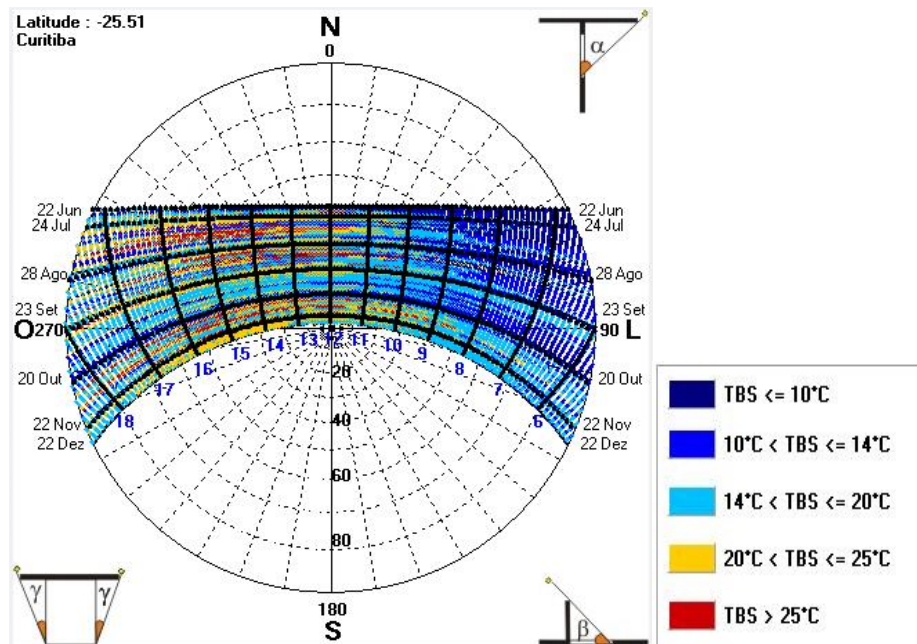 Latitude : -25.51
Curitiba
N
0
α
22 Jun
22 Jun
24 Jul
24 Jul
28 Ago
28 Ago
23 Set
23 Set
O 270
90 L
20 Out
20 Out
22 Nov
22 Nov
22 Dez
22 Dez
18
17
16
15
14
13
12
11
10
9
8
7
6
20
40
60
80
180
S
γ
γ
β
TBS <= 10°C
10°C < TBS <= 14°C
14°C < TBS <= 20°C
20°C < TBS <= 25°C
TBS > 25°C